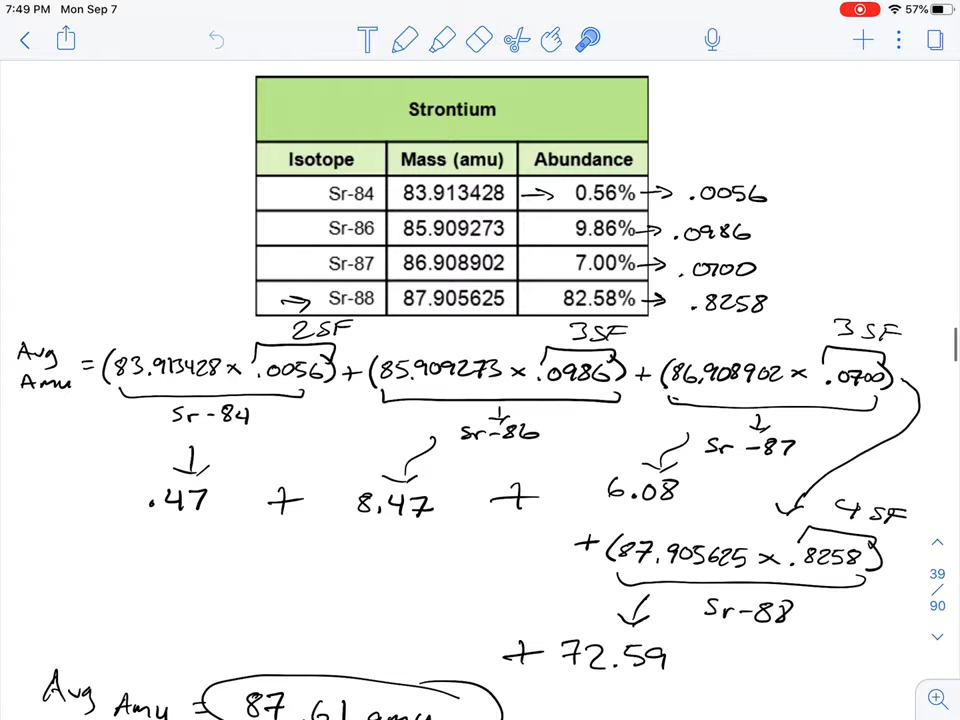 7:49 PM Mon Sep 7
57%
T
Strontium
Isotope Mass (amu) Abundance
Sr-84 83.913428 → 0.56% → .0056
Sr-86 85.909273 9.86% → .0986
Sr-87 86.908902 7.00% → .0700
→ Sr-88 87.905625 82.58% → .8258
2SF 3SF 3SF
Avg Amu = (83.913428 × .0056) + (85.909273 × .0986) + (86.908902 × .0700)
Sr-84 Sr-86 Sr-87
.47 + 8.47 + 6.08
4SF
+ (87.905625 × .8258)
Sr-88
+ 72.59
39
/
90
Avg Amu = 87.61 amu